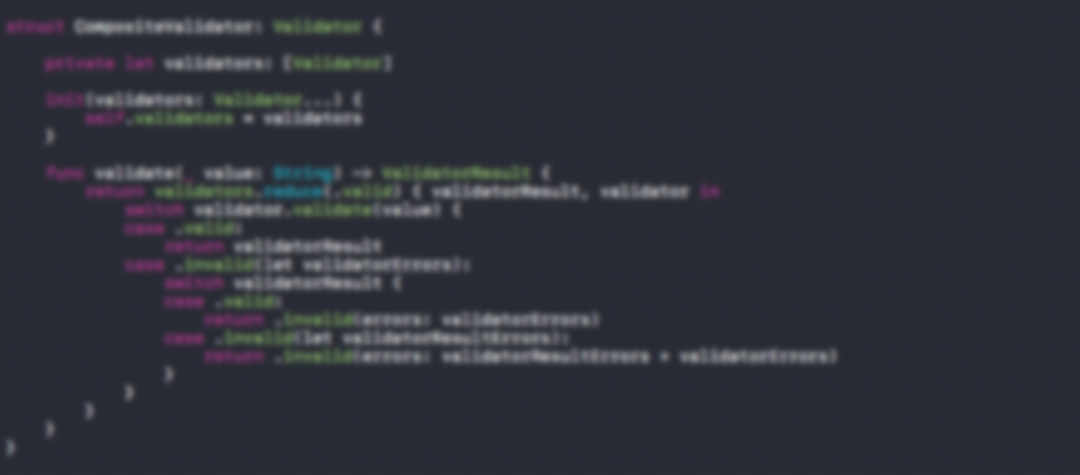 struct CompositeValidator: Validator {
private let validators: [Validator]
init(validators: Validator...) {
self.validators = validators
}
func validate(_ value: String) -> ValidatorResult {
return validators.reduce(.valid) { validatorResult, validator in
switch validator.validate(value) {
case .valid:
return validatorResult
case .invalid(let validatorErrors):
switch validatorResult {
case .valid:
return .invalid(errors: validatorErrors)
case .invalid(let validatorResultErrors):
return .invalid(errors: validatorResultErrors + validatorErrors)
}
}
}
}
}